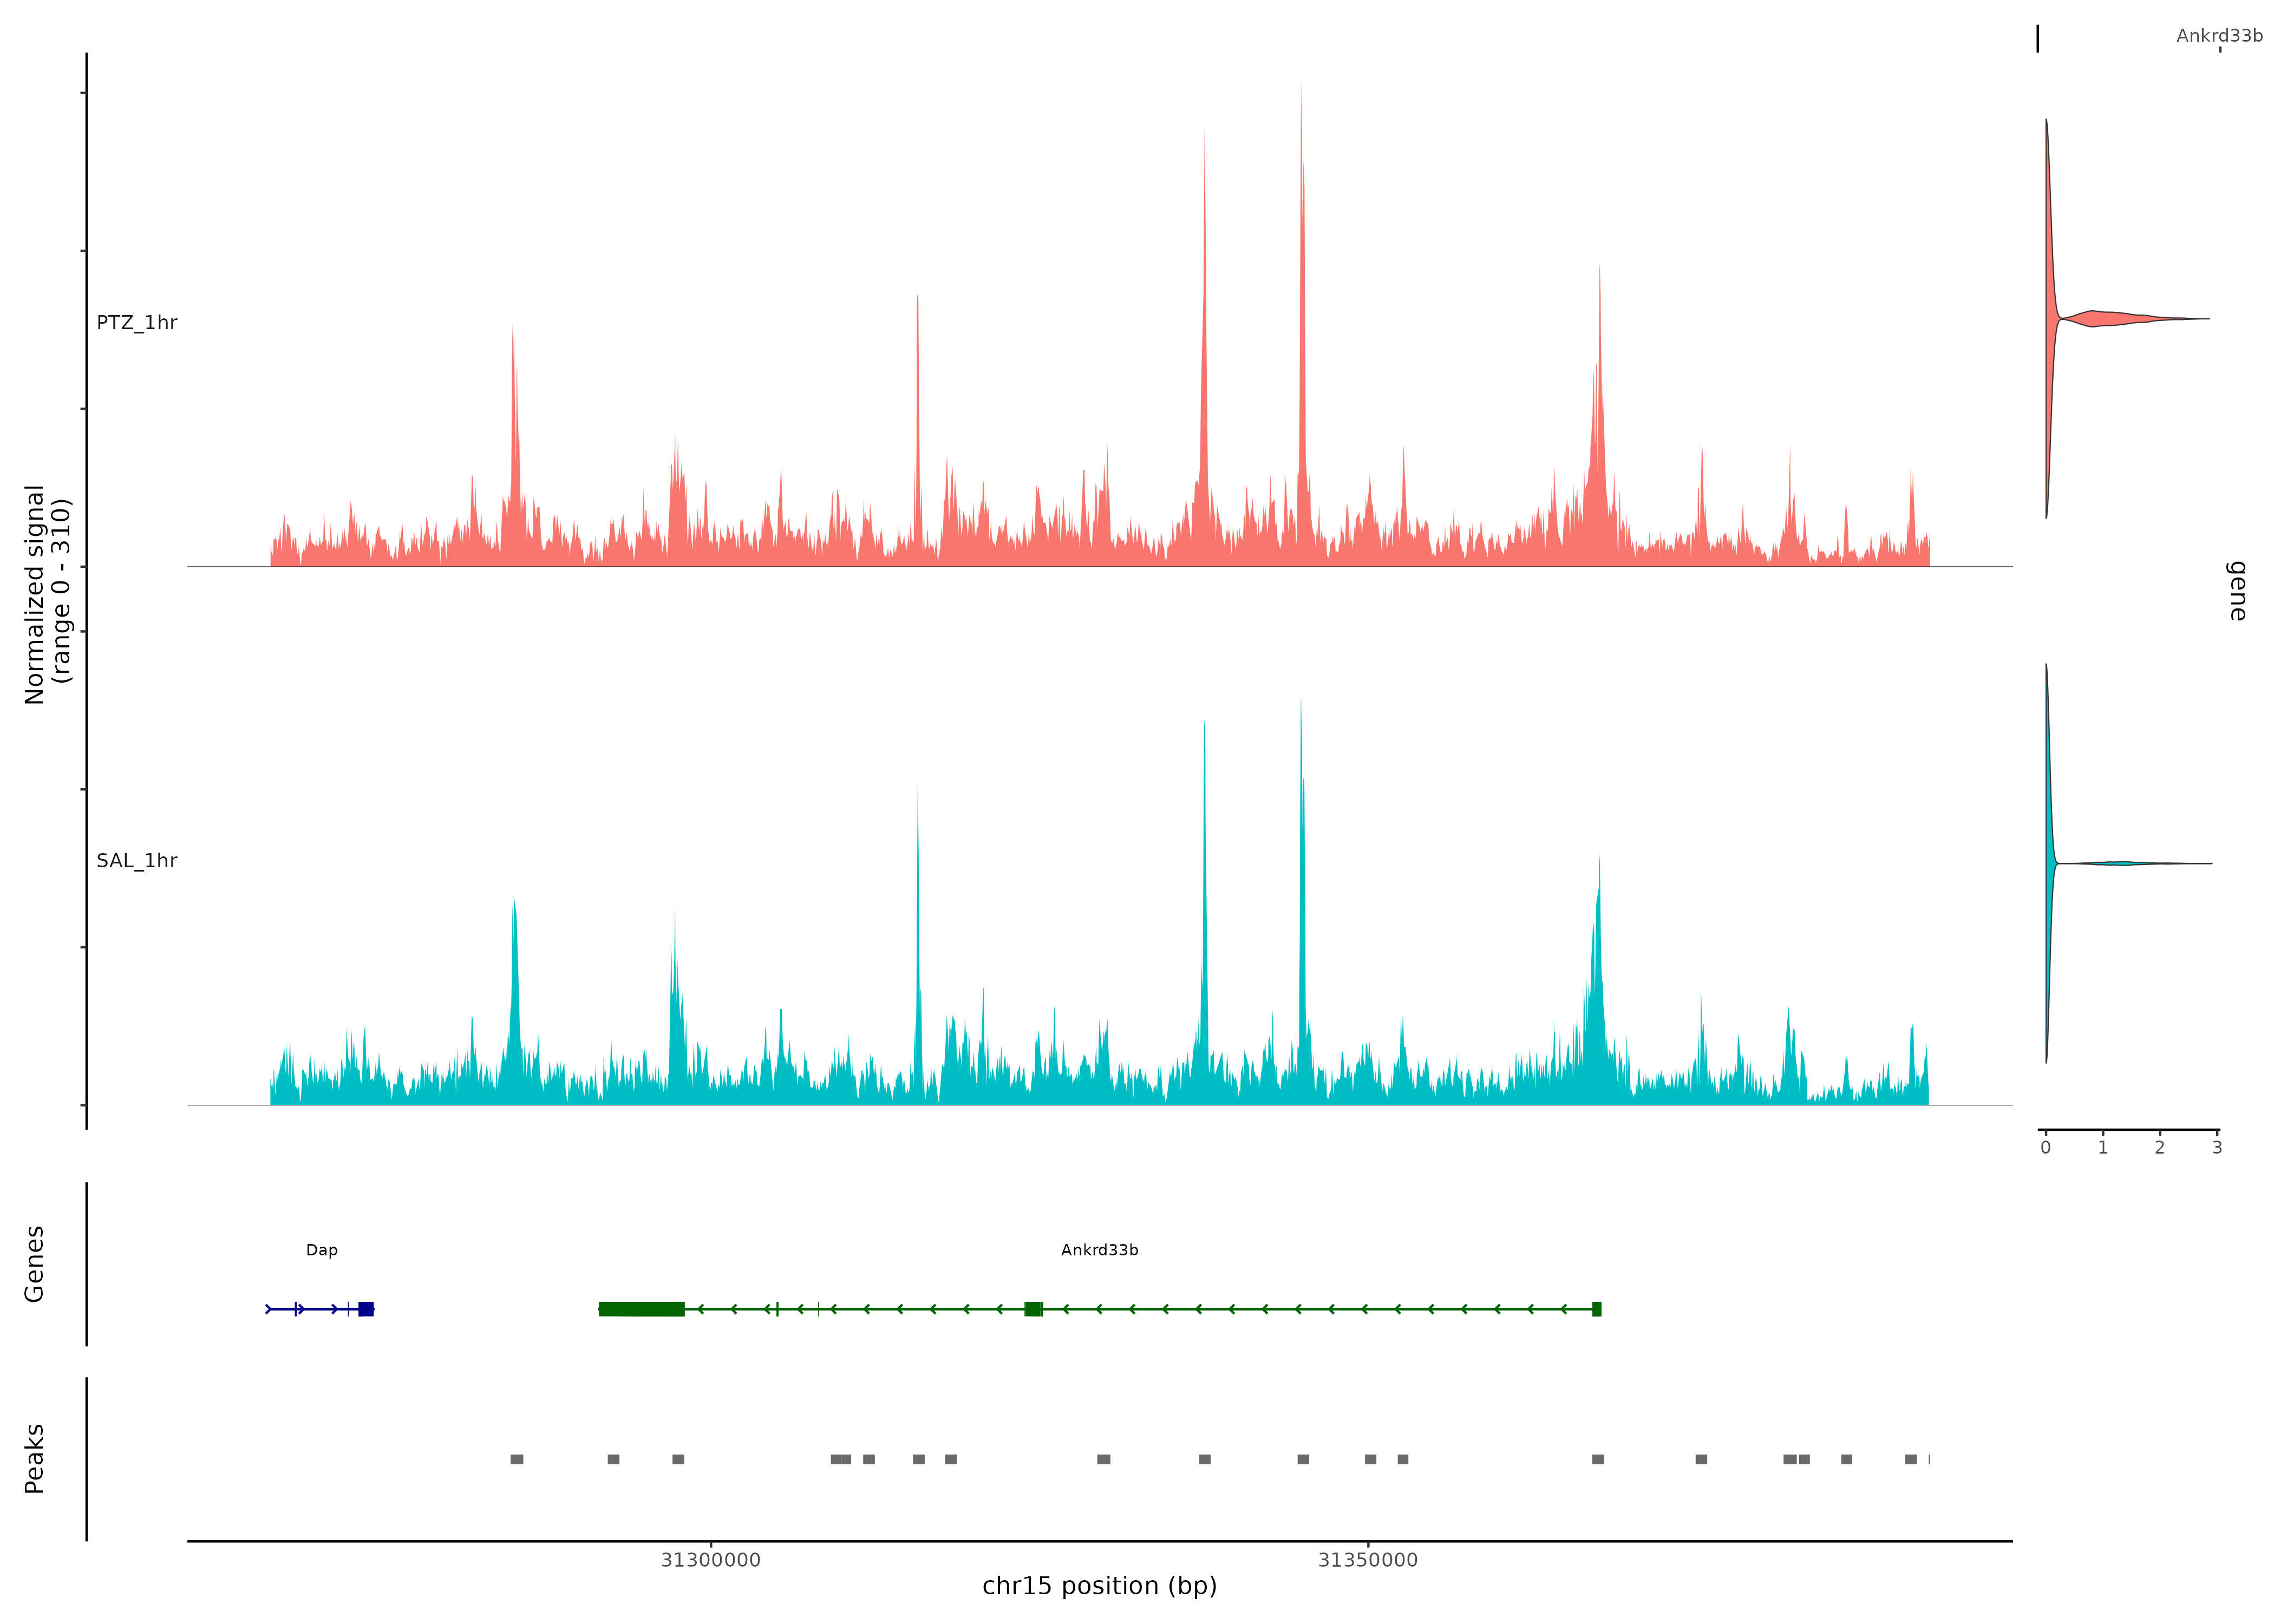 Ankrd33b
Normalized signal
(range 0 - 310)
PTZ_1hr
SAL_1hr
gene
0 1 2 3
Genes
Dap
Ankrd33b
Peaks
31300000 31350000
chr15 position (bp)